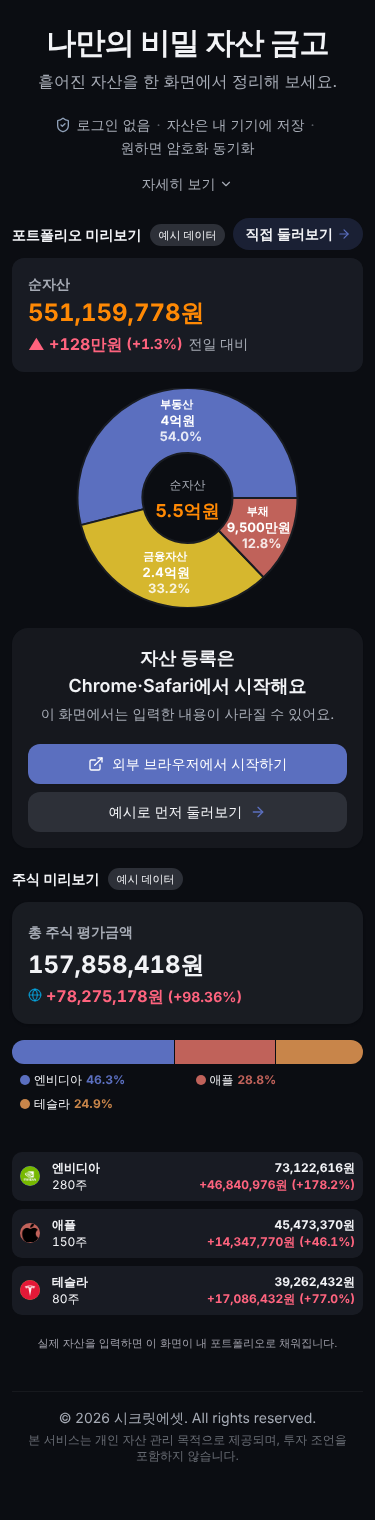 나만의 비밀 자산 금고
흩어진 자산을 한 화면에서 정리해 보세요.
로그인 없음 · 자산은 내 기기에 저장 ·
원하면 암호화 동기화
자세히 보기
포트폴리오 미리보기 예시 데이터 직접 둘러보기 →
순자산
551,159,778원
▲ +128만원 (+1.3%) 전일 대비
부동산
4억원
54.0%
순자산
5.5억원
부채
9,500만원
12.8%
금융자산
2.4억원
33.2%
자산 등록은
Chrome·Safari에서 시작해요
이 화면에서는 입력한 내용이 사라질 수 있어요.
외부 브라우저에서 시작하기
예시로 먼저 둘러보기 →
주식 미리보기 예시 데이터
총 주식 평가금액
157,858,418원
+78,275,178원 (+98.36%)
엔비디아 46.3% 애플 28.8%
테슬라 24.9%
엔비디아 73,122,616원
280주 +46,840,976원 (+178.2%)
애플 45,473,370원
150주 +14,347,770원 (+46.1%)
테슬라 39,262,432원
80주 +17,086,432원 (+77.0%)
실제 자산을 입력하면 이 화면이 내 포트폴리오로 채워집니다.
© 2026 시크릿에셋. All rights reserved.
본 서비스는 개인 자산 관리 목적으로 제공되며, 투자 조언을
포함하지 않습니다.